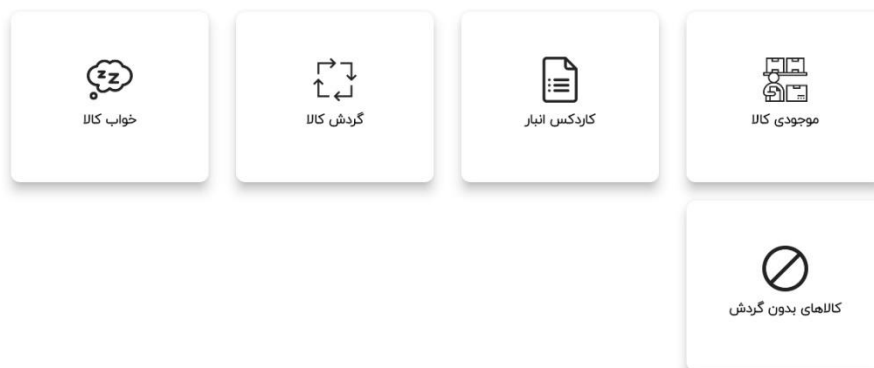 موجودی کالا
کاردکس انبار
گردش کالا
خواب کالا
کالاهای بدون گردش